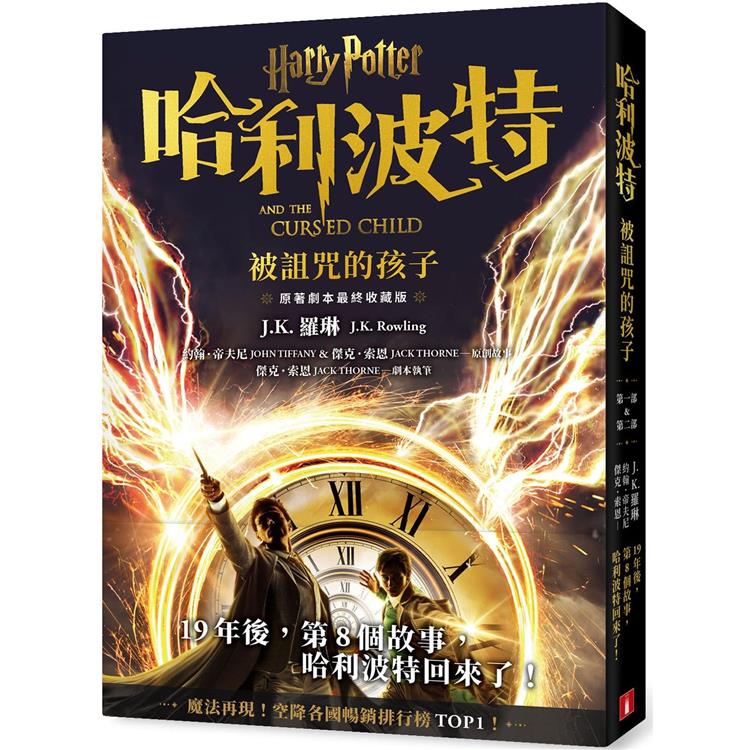 Harry Potter
哈利波特
AND THE
CURSED CHILD
被詛咒的孩子
原著劇本最終收藏版
J.K. 羅琳 J.K. Rowling
約翰・帝夫尼 JOHN TIFFANY & 傑克・索恩 JACK THORNE—原創故事
傑克・索恩 JACK THORNE—劇本執筆
XI XII I
19年後，第8個故事，
哈利波特回來了！
魔法再現！空降各國暢銷排行榜 TOP1！
哈利波特
被詛咒的孩子
第一部
&
第二部
J.K. 羅琳
約翰・帝夫尼
傑克・索恩—
19年後，
第8個故事，
哈利波特回來了！